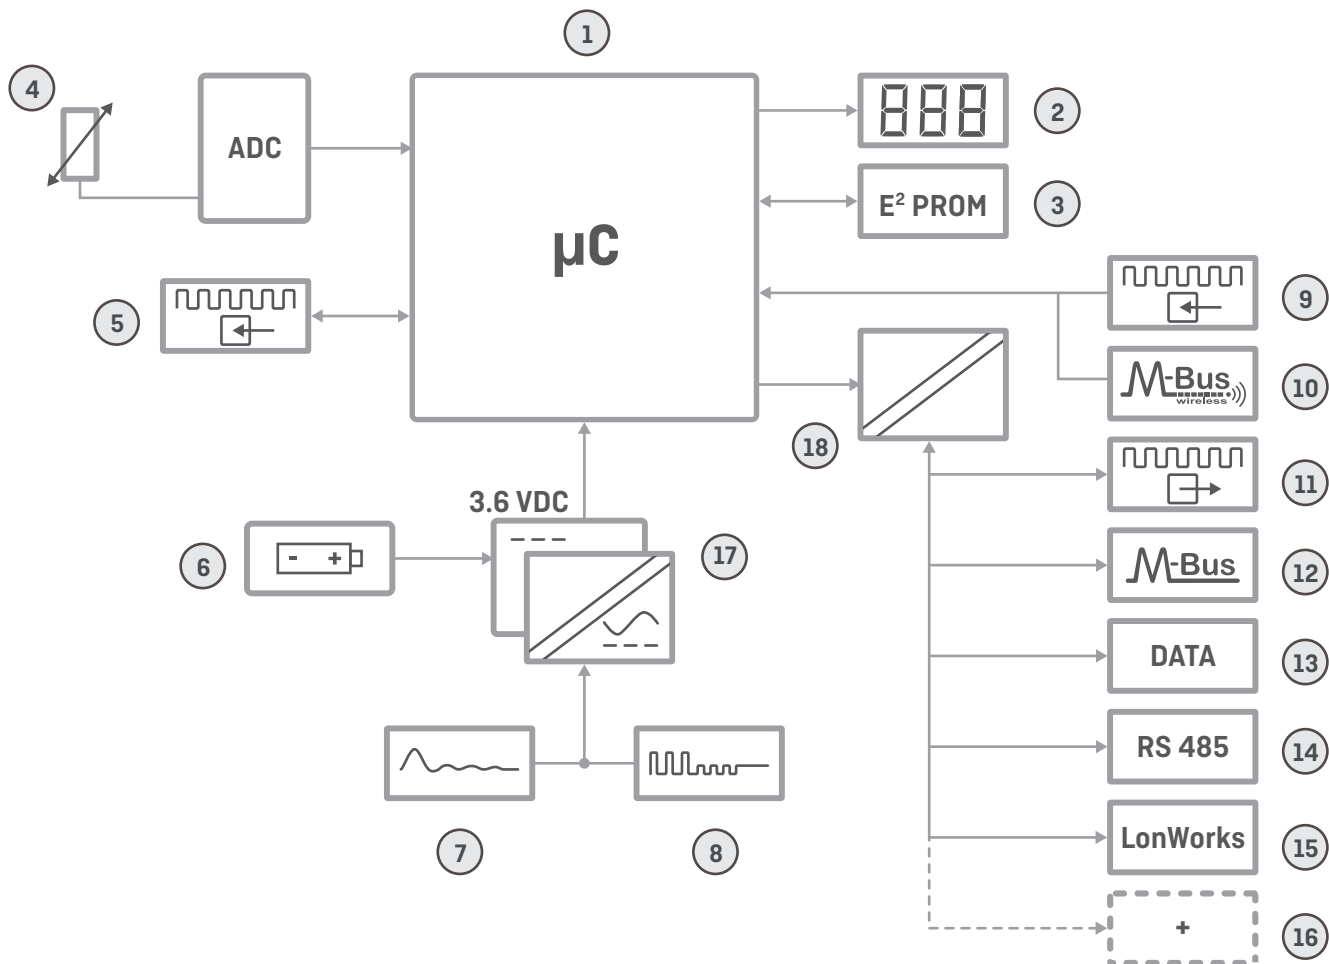 1
4
888
2
ADC
E² PROM
3
µC
5
9
M-Bus
wireless
10
18
11
3.6 VDC
17
- +
6
M-Bus
12
DATA
13
RS 485
14
7
8
LonWorks
15
+
16